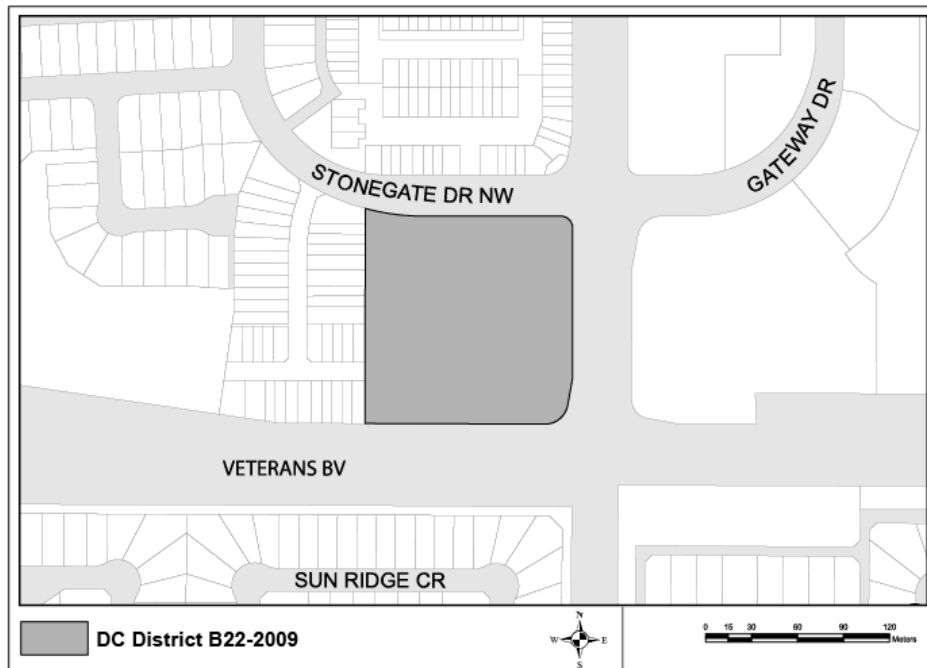 GATEWAY DR
STONEGATE DR NW
VETERANS BV
SUN RIDGE CR
DC District B22-2009
N
W E
S
0 15 30 60 90 120
Meters